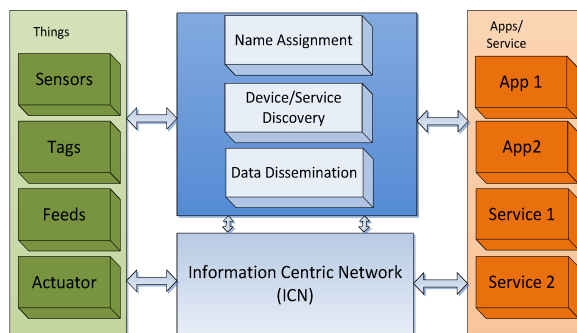 Things
Sensors
Tags
Feeds
Actuator
Name Assignment
Device/Service
Discovery
Data Dissemination
Information Centric Network
(ICN)
Apps/
Service
App 1
App2
Service 1
Service 2